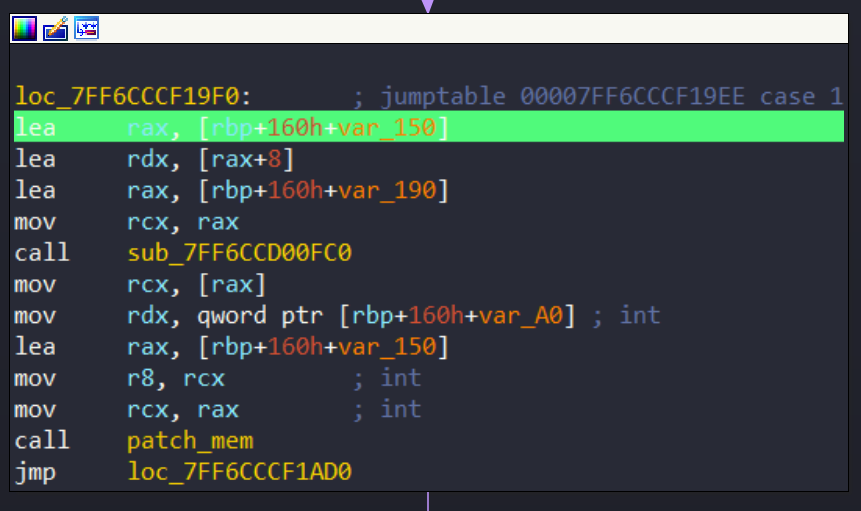 loc_7FF6CCCF19F0: ; jumptable 00007FF6CCCF19EE case 1
lea rax, [rbp+160h+var_150]
lea rdx, [rax+8]
lea rax, [rbp+160h+var_190]
mov rcx, rax
call sub_7FF6CCD00FC0
mov rcx, [rax]
mov rdx, qword ptr [rbp+160h+var_A0] ; int
lea rax, [rbp+160h+var_150]
mov r8, rcx ; int
mov rcx, rax ; int
call patch_mem
jmp loc_7FF6CCCF1AD0